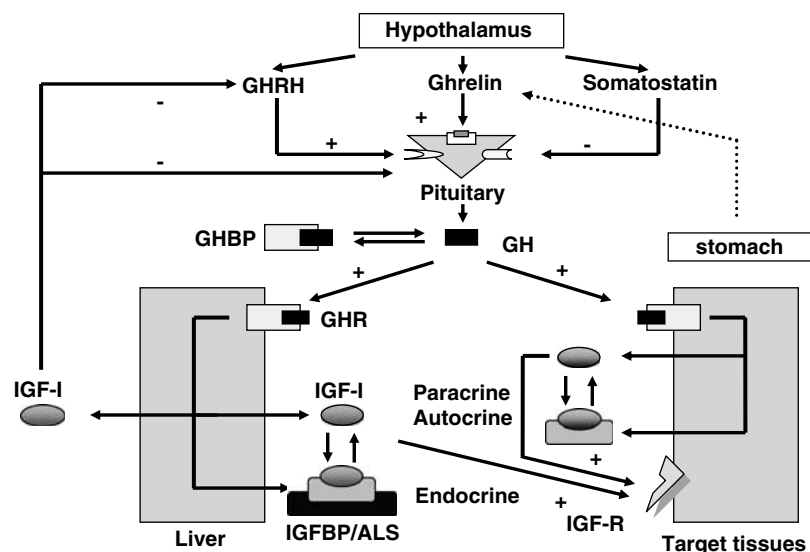 Hypothalamus
GHRH
Ghrelin
Somatostatin
-
+
+
-
-
Pituitary
GHBP
GH
stomach
+
+
GHR
IGF-I
IGF-I
Paracrine
Autocrine
+
Endocrine
+
IGF-R
Liver
IGFBP/ALS
Target tissues